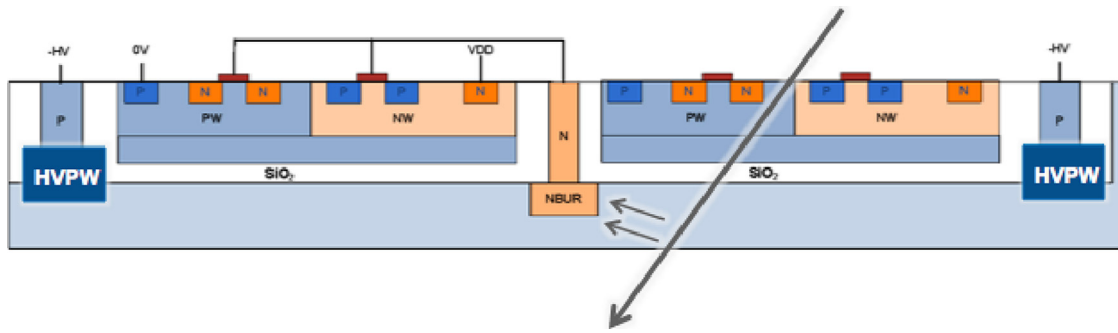 -HV 0V VDD -HV
P N N P P N P N N P P N
P PW NW N PW NW P
HVPW SiO₂ SiO₂ HVPW
NBUR